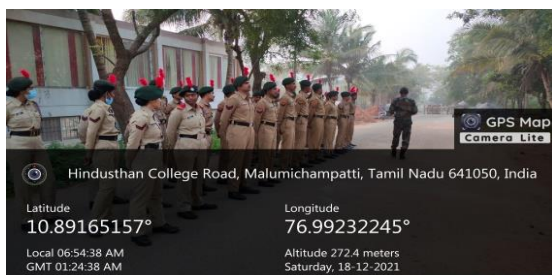 GPS Map
Camera Lite
Hindusthan College Road, Malumichampatti, Tamil Nadu 641050, India
Latitude
10.89165157°
Longitude
76.99232245°
Local 06:54:38 AM
GMT 01:24:38 AM
Altitude 272.4 meters
Saturday, 18-12-2021